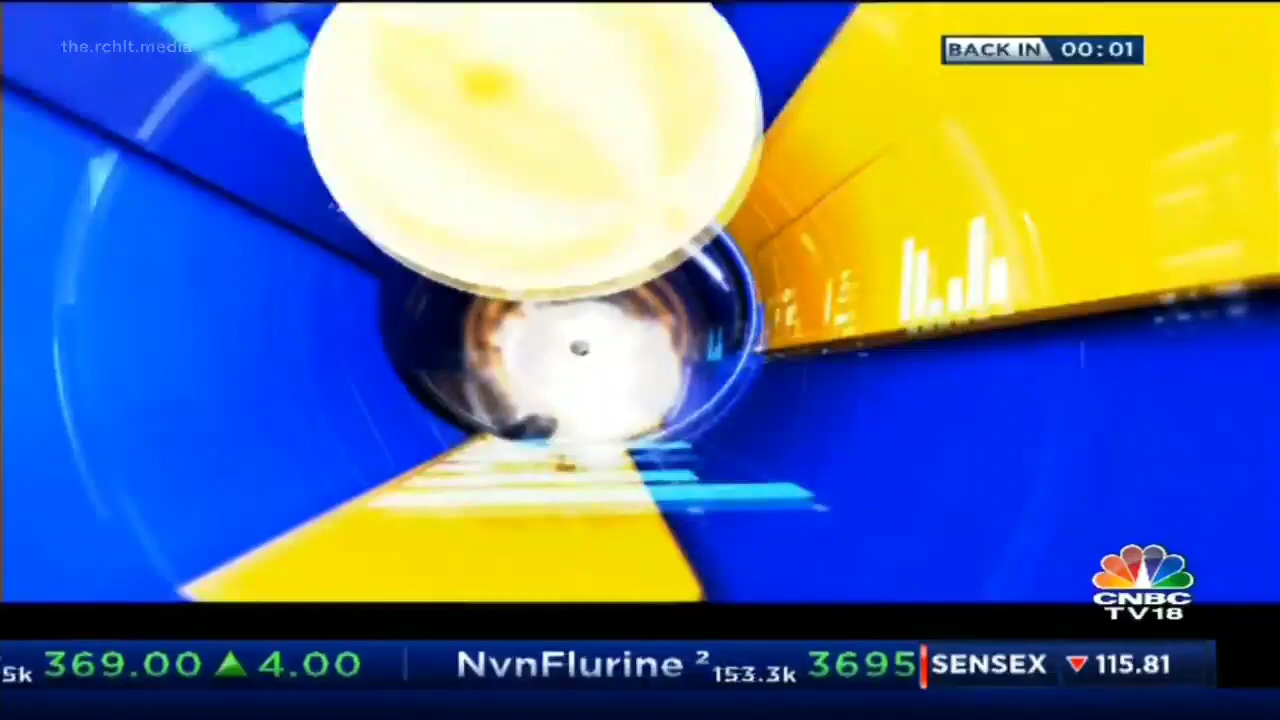 the.rchlt.media
BACK IN 00:01
CNBC
TV18
5k 369.00 ▲ 4.00 NvnFlurine ² 153.3k 3695 SENSEX ▼ 115.81